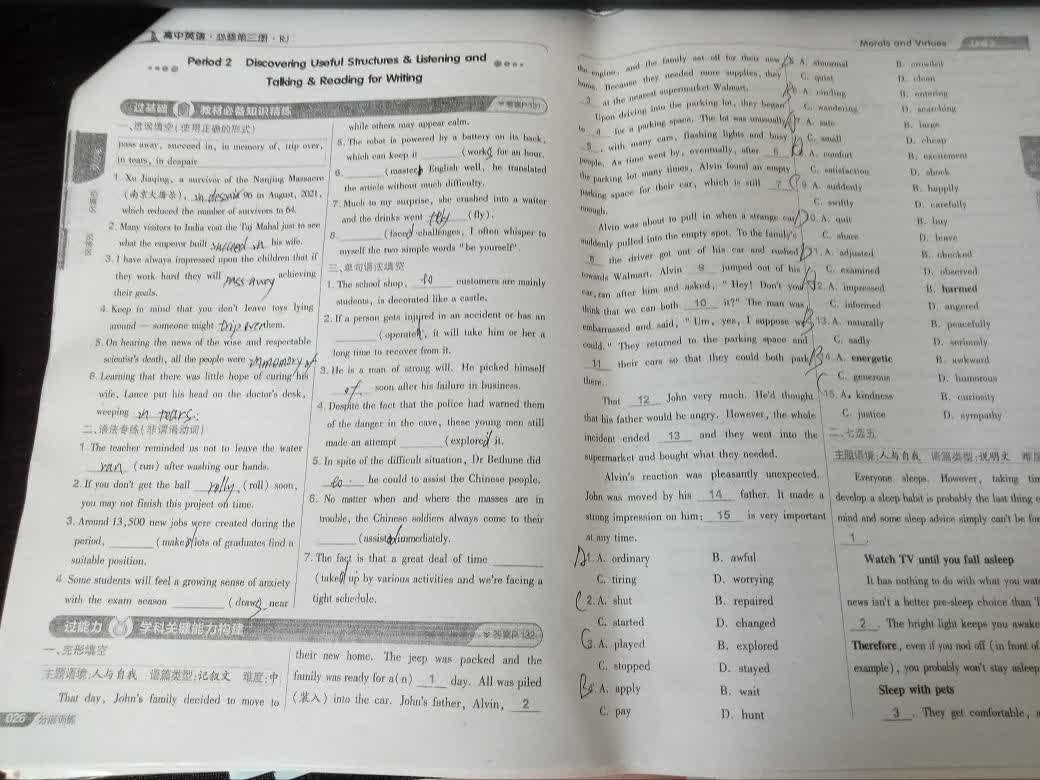 高中英语·必修第三册·RJ
Period 2 Discovering Useful Structures & Listening and
Talking & Reading for Writing
过基础 教材必备知识精练
答案P 131
一、选词填空(使用正确的形式)
pass away, succeed in, in memory of, trip over,
in tears, in despair
1. Xu Jiaqing, a survivor of the Nanjing Massacre
(南京大屠杀), 96 in August, 2021,
which reduced the number of survivors to 64.
2. Many visitors to India visit the Taj Mahal just to see
what the emperor built succeed in his wife.
3. I have always impressed upon the children that if
they work hard they will pass away achieving
their goals.
4. Keep in mind that you don't leave toys lying
around — someone might trip over them.
5. On hearing the news of the wise and respectable
scientist's death, all the people were in memory of
6. Learning that there was little hope of curing his
wife, Lance put his head on the doctor's desk,
weeping in tears.
二、语法专练(非谓语动词)
1. The teacher reminded us not to leave the water
ran (run) after washing our hands.
2. If you don't get the ball rolly (roll) soon,
you may not finish this project on time.
3. Around 13,500 new jobs were created during the
period, (make) lots of graduates find a
suitable position.
4. Some students will feel a growing sense of anxiety
with the exam season (draw) near
while others may appear calm.
5. The robot is powered by a battery on its back,
which can keep it (work) for an hour.
6. (master) English well, he translated
the article without much difficulty.
7. Much to my surprise, she crashed into a waiter
and the drinks went fly (fly).
8. (face) challenges, I often whisper to
myself the two simple words "be yourself".
三、单句语法填空
1. The school shop, to customers are mainly
students, is decorated like a castle.
2. If a person gets injured in an accident or has an
(operate), it will take him or her a
long time to recover from it.
3. He is a man of strong will. He picked himself
of soon after his failure in business.
4. Despite the fact that the police had warned them
of the danger in the cave, these young men still
made an attempt (explore) it.
5. In spite of the difficult situation, Dr Bethune did
to he could to assist the Chinese people.
6. No matter when and where the masses are in
trouble, the Chinese soldiers always come to their
(assist) immediately.
7. The fact is that a great deal of time
(take) up by various activities and we're facing a
tight schedule.
过能力 学科关键能力构建
答案P 132
一、完形填空
主题语境:人与自我 语篇类型:记叙文 难度:中
That day, John's family decided to move to
their new home. The jeep was packed and the
family was ready for a(n) 1 day. All was piled
(装入) into the car. John's father, Alvin, 2
026 分层训练
Morals and Virtues
the engine, and the family set off for their new
home. Because they needed more supplies, they
3 at the nearest supermarket Walmart.
Upon driving into the parking lot, they began
to 4 for a parking space. The lot was unusually
5, with many cars, flashing lights and busy
people. As time went by, eventually, after 6
the parking lot many times, Alvin found an empty
parking space for their car, which is still 7
enough.
Alvin was about to pull in when a strange car
suddenly pulled into the empty spot. To the family's
8 the driver got out of his car and rushed
towards Walmart. Alvin 9 jumped out of his
car, ran after him and asked, "Hey! Don't you
think that we can both 10 it?" The man was
embarrassed and said, "Um, yes, I suppose we
could." They returned to the parking space and
11 their cars so that they could both park
there.
That 12 John very much. He'd thought
that his father would be angry. However, the whole
incident ended 13 and they went into the
supermarket and bought what they needed.
Alvin's reaction was pleasantly unexpected.
John was moved by his 14 father. It made a
strong impression on him; 15 is very important
at any time.
1. A. ordinary B. awful
C. tiring D. worrying
C 2. A. shut B. repaired
C. started D. changed
C 3. A. played B. explored
C. stopped D. stayed
B 4. A. apply B. wait
C. pay D. hunt
5. A. abnormal B. crowded
C. quiet D. clean
6. A. circling B. entering
C. wandering D. searching
7. A. safe B. large
C. small D. cheap
8. A. comfort B. excitement
C. satisfaction D. shock
9. A. suddenly B. happily
C. swiftly D. carefully
10. A. quit B. buy
C. share D. leave
11. A. adjusted B. checked
C. examined D. observed
12. A. impressed B. harmed
C. informed D. angered
13. A. naturally B. peacefully
C. sadly D. seriously
14. A. energetic B. awkward
C. generous D. humorous
15. A. kindness B. curiosity
C. justice D. sympathy
二、七选五
主题语境:人与自我 语篇类型:说明文
Everyone sleeps. However, taking
develop a sleep habit is probably the last thing
mind and some sleep advice simply can't be
1.
Watch TV until you fall asleep
It has nothing to do with what you
news isn't a better pre-sleep choice than
2. The bright light keeps you awake
Therefore, even if you nod off (in front of
example), you probably won't stay asleep
Sleep with pets
3. They get comfortable,